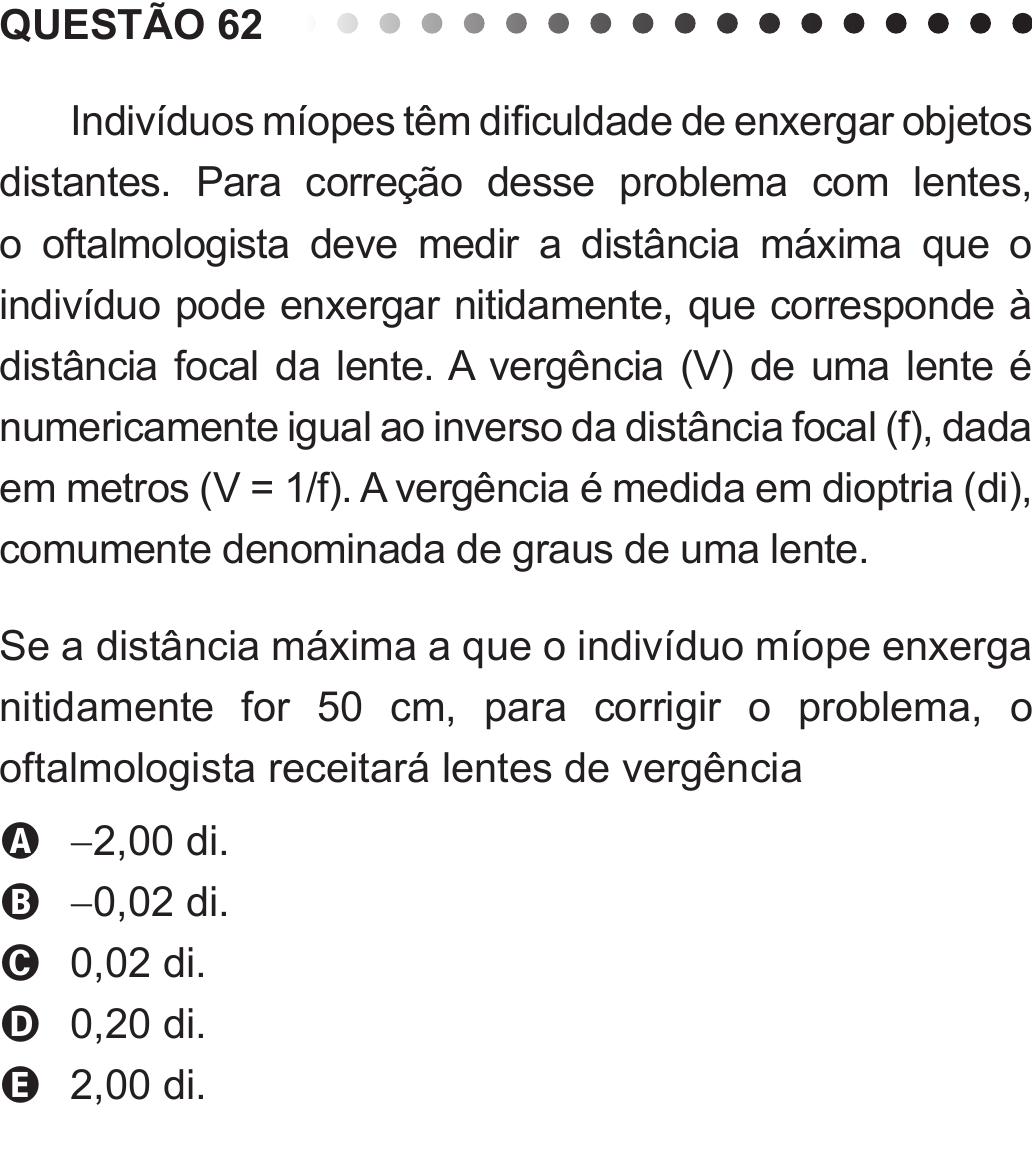 QUESTÃO 62
Indivíduos míopes têm dificuldade de enxergar objetos
distantes. Para correção desse problema com lentes,
o oftalmologista deve medir a distância máxima que o
indivíduo pode enxergar nitidamente, que corresponde à
distância focal da lente. A vergência (V) de uma lente é
numericamente igual ao inverso da distância focal (f), dada
em metros (V = 1/f). A vergência é medida em dioptria (di),
comumente denominada de graus de uma lente.
Se a distância máxima a que o indivíduo míope enxerga
nitidamente for 50 cm, para corrigir o problema, o
oftalmologista receitará lentes de vergência
A –2,00 di.
B –0,02 di.
C 0,02 di.
D 0,20 di.
E 2,00 di.